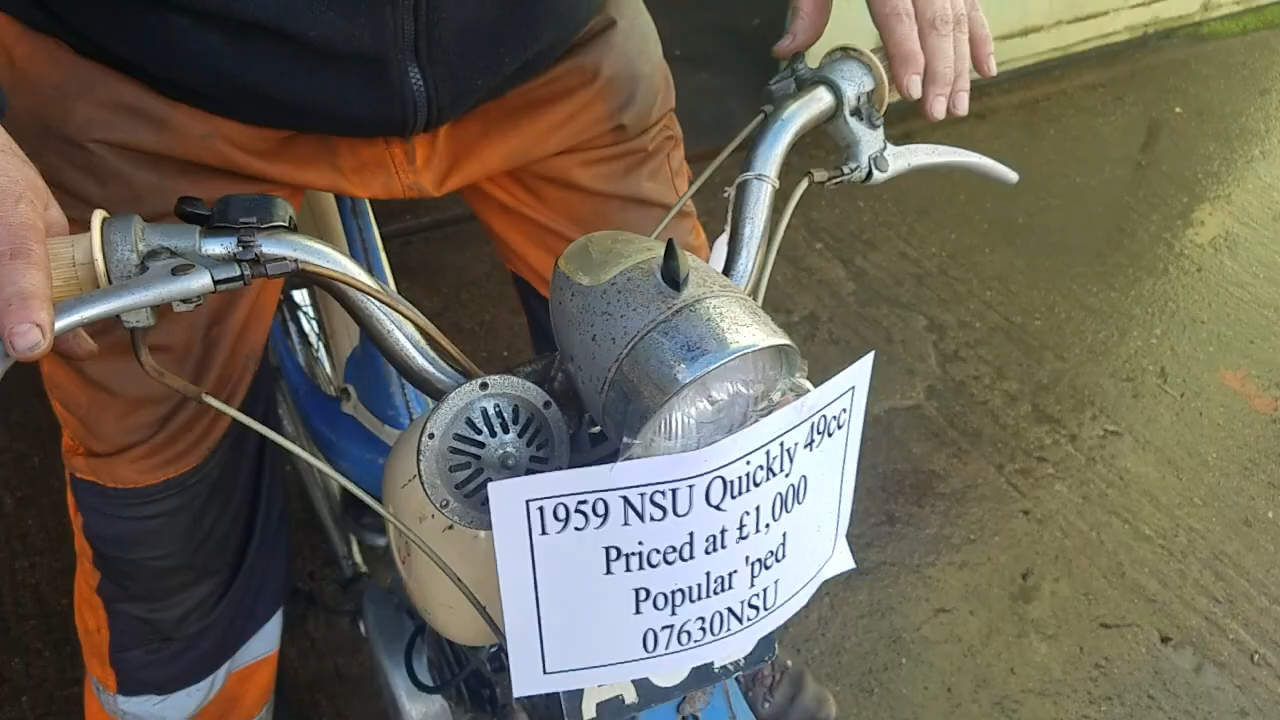 1959 NSU Quickly 49cc
Priced at £1,000
Popular 'ped
07630NSU